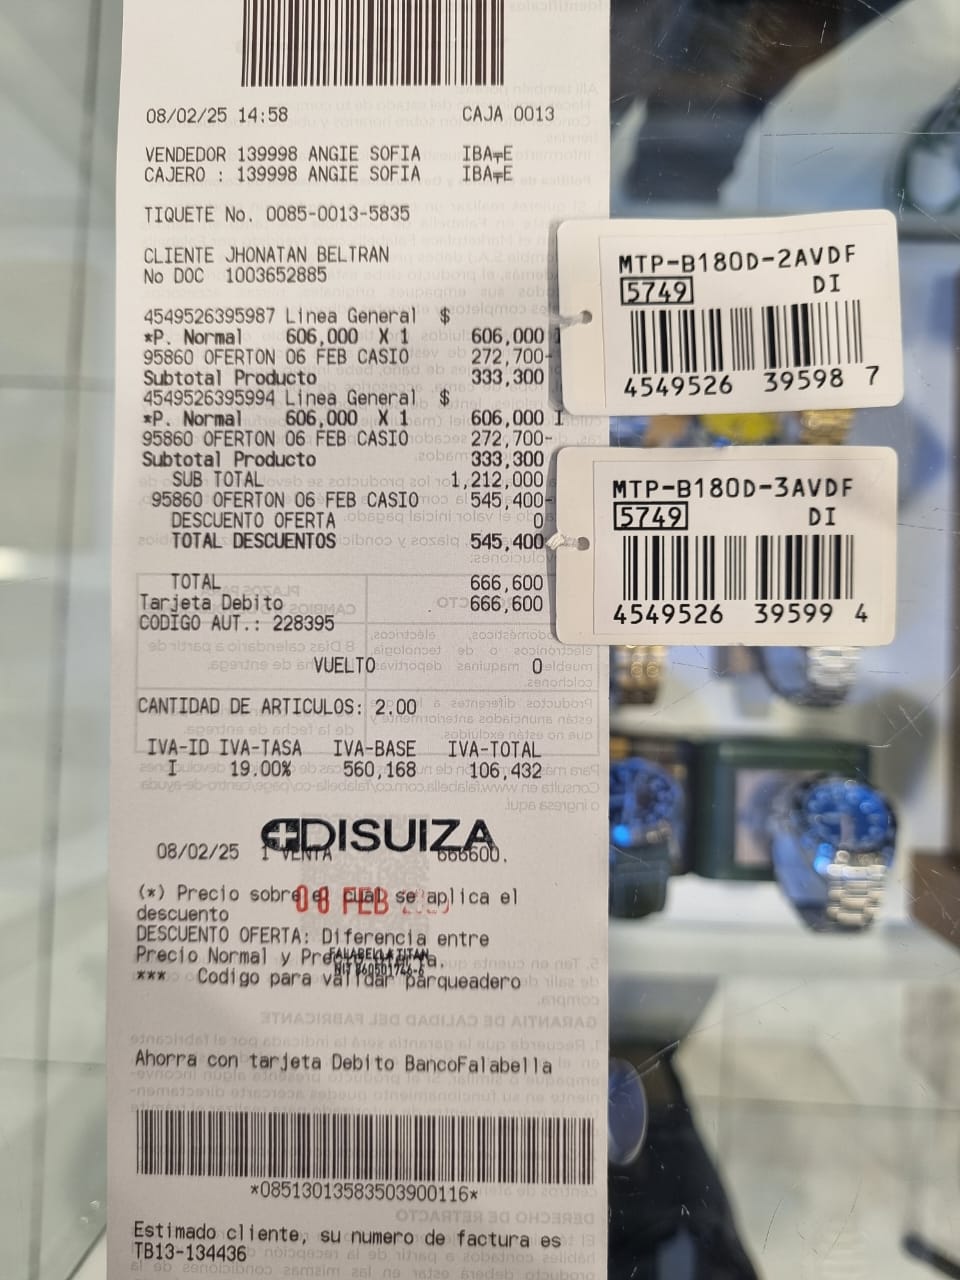 08/02/25 14:58 CAJA 0013
VENDEDOR 139998 ANGIE SOFIA IBA╤E
CAJERO : 139998 ANGIE SOFIA IBA╤E
TIQUETE No. 0085-0013-5835
CLIENTE JHONATAN BELTRAN
No DOC 1003652885
4549526395987 Linea General $
*P. Normal 606,000 X 1 606,000 I
95860 OFERTON 06 FEB CASIO 272,700-
Subtotal Producto 333,300
4549526395994 Linea General $
*P. Normal 606,000 X 1 606,000 I
95860 OFERTON 06 FEB CASIO 272,700-
Subtotal Producto 333,300
SUB TOTAL 1,212,000
95860 OFERTON 06 FEB CASIO 545,400-
DESCUENTO OFERTA 0
TOTAL DESCUENTOS 545,400
TOTAL 666,600
Tarjeta Debito 666,600
CODIGO AUT.: 228395
VUELTO 0
CANTIDAD DE ARTICULOS: 2.00
IVA-ID IVA-TASA IVA-BASE IVA-TOTAL
I 19.00% 560,168 106,432
DISUIZA
08/02/25 1 VENTA 666600.
(*) Precio sobre el cual se aplica el
08 FEB
descuento
DESCUENTO OFERTA: Diferencia entre
Precio Normal y
FALABELLA TITAN
NIT 860501746-6
*** Codigo para validar parqueadero
Ahorra con tarjeta Debito BancoFalabella
*08513013583503900116*
Estimado cliente, su numero de factura es
TB13-134436
MTP-B180D-2AVDF
5749 DI
4549526 39598 7
MTP-B180D-3AVDF
5749 DI
4549526 39599 4